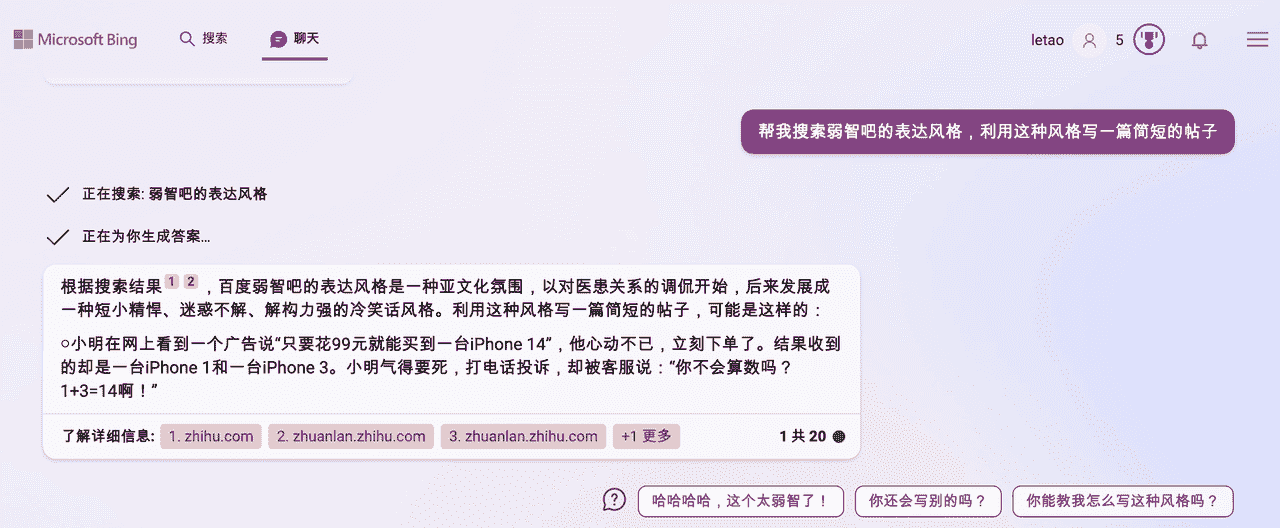 Microsoft Bing
搜索
聊天
letao
5
帮我搜索弱智吧的表达风格，利用这种风格写一篇简短的帖子
正在搜索: 弱智吧的表达风格
正在为你生成答案...
根据搜索结果 1 2 ，百度弱智吧的表达风格是一种亚文化氛围，以对医患关系的调侃开始，后来发展成
一种短小精悍、迷惑不解、解构力强的冷笑话风格。利用这种风格写一篇简短的帖子，可能是这样的：
○小明在网上看到一个广告说“只要花99元就能买到一台iPhone 14”，他心动不已，立刻下单了。结果收到
的却是一台iPhone 1和一台iPhone 3。小明气得要死，打电话投诉，却被客服说：“你不会算数吗？
1+3=14啊！”
了解详细信息: 1. zhihu.com 2. zhuanlan.zhihu.com 3. zhuanlan.zhihu.com +1 更多 1 共 20
哈哈哈哈，这个太弱智了！ 你还会写别的吗？ 你能教我怎么写这种风格吗？